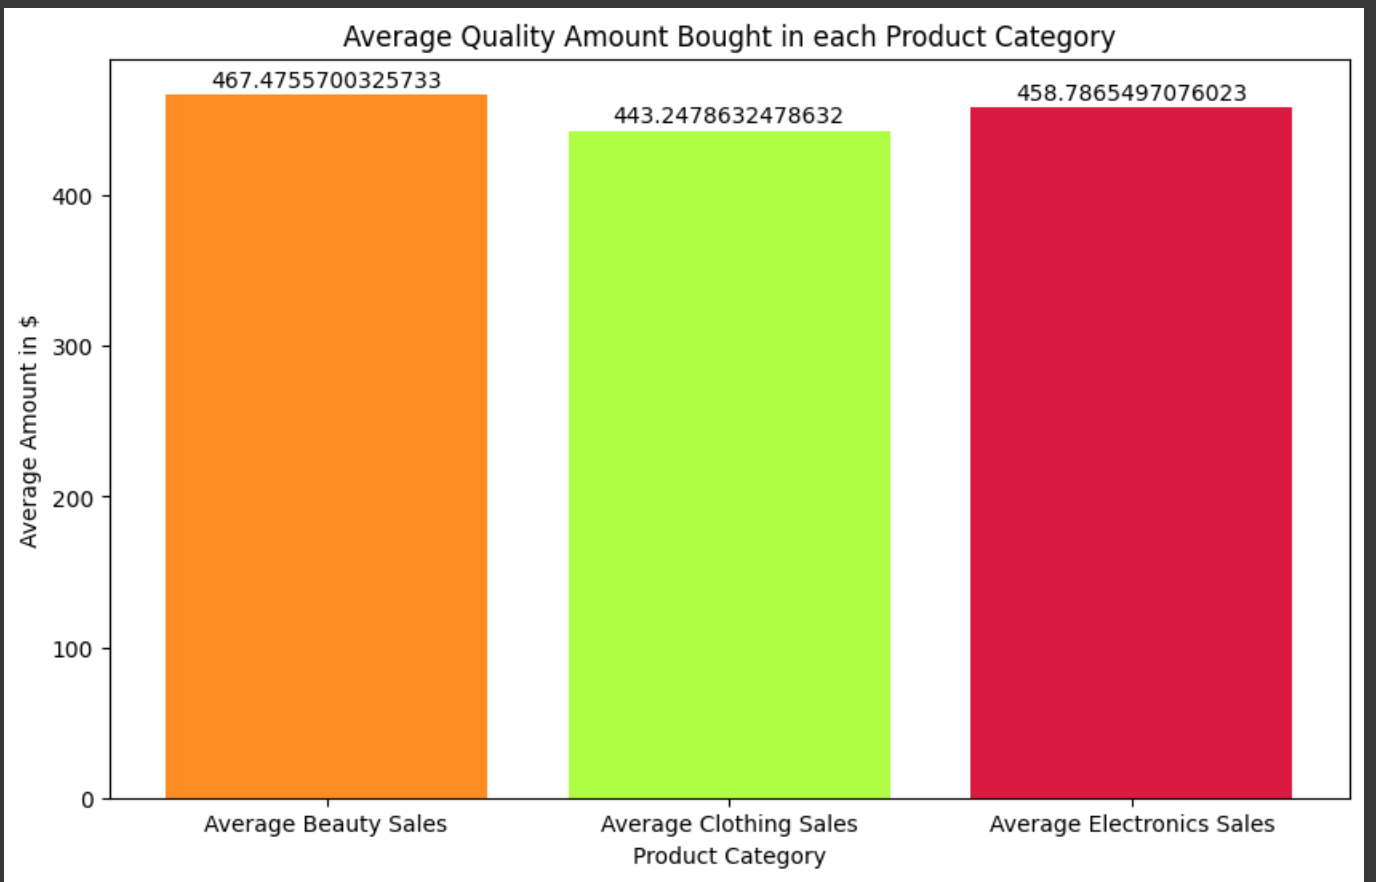 Average Quality Amount Bought in each Product Category
467.4755700325733
443.2478632478632
458.7865497076023
Average Amount in $
400
300
200
100
0
Average Beauty Sales
Average Clothing Sales
Average Electronics Sales
Product Category